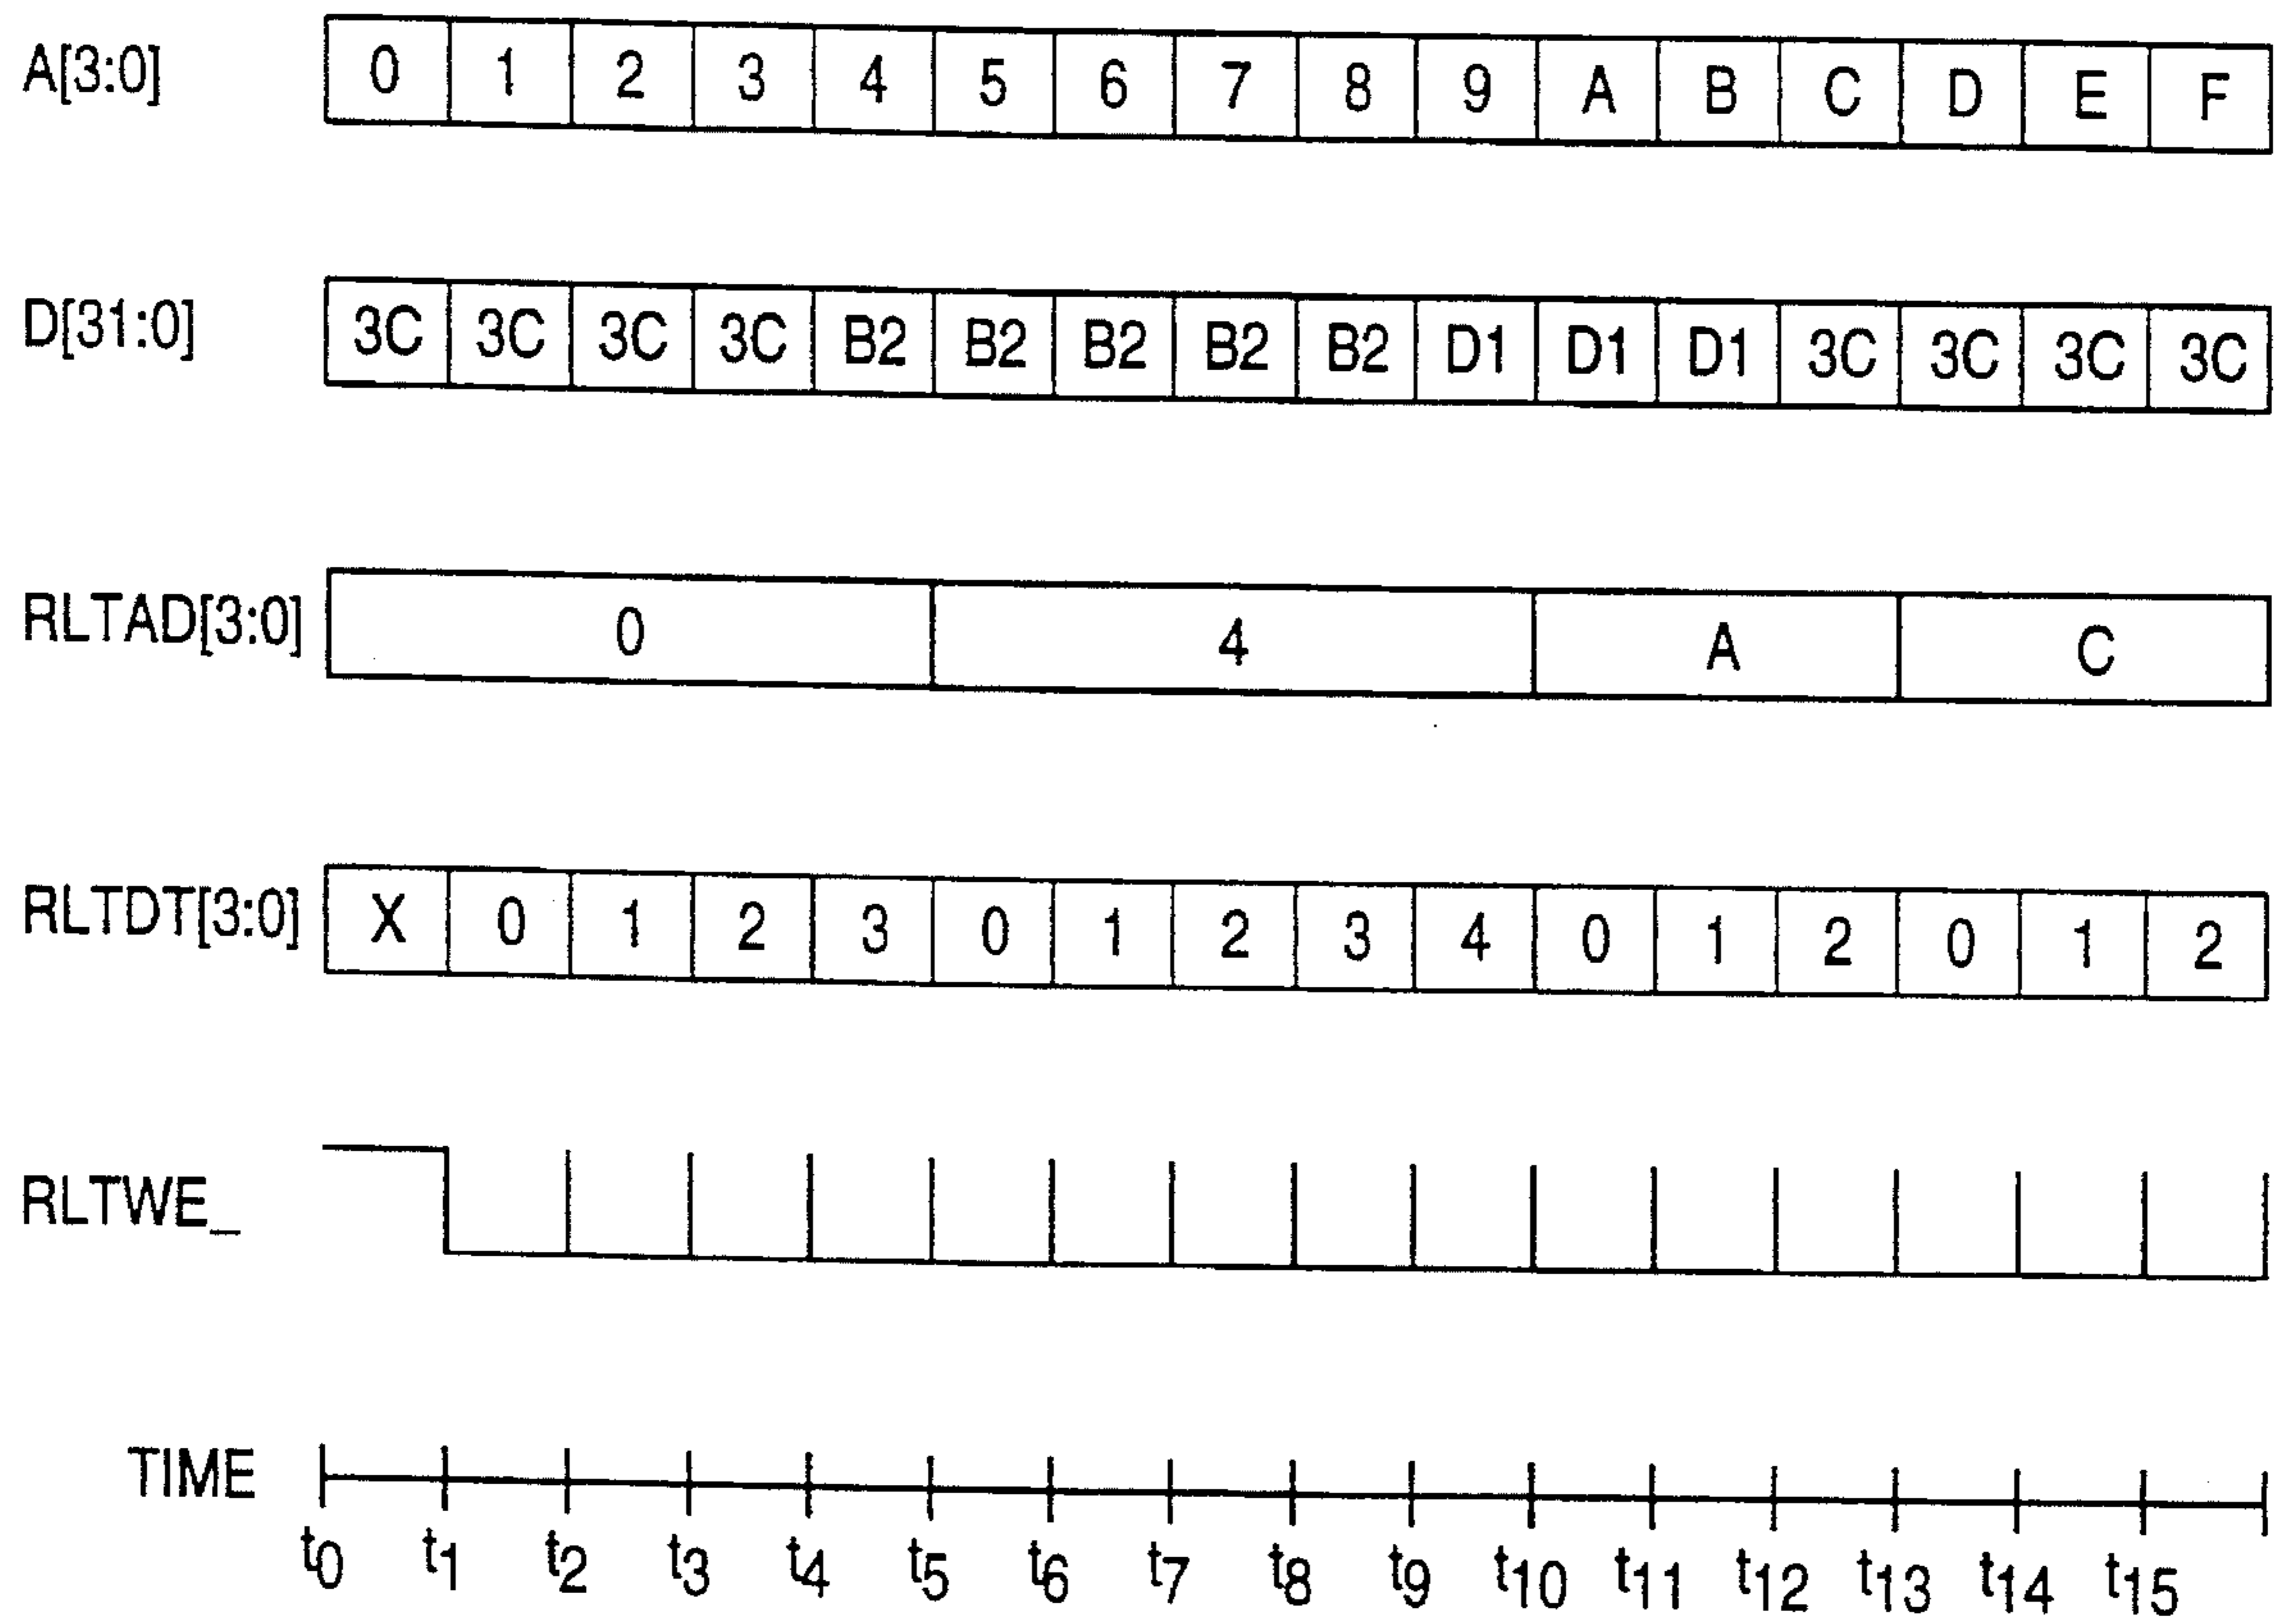 A[3:0] 0 1 2 3 4 5 6 7 8 9 A B C D E F
D[31:0] 3C 3C 3C 3C B2 B2 B2 B2 B2 D1 D1 D1 3C 3C 3C 3C
RLTAD[3:0] 0 4 A C
RLTDT[3:0] X 0 1 2 3 0 1 2 3 4 0 1 2 0 1 2
RLTWE_
TIME
t0 t1 t2 t3 t4 t5 t6 t7 t8 t9 t10 t11 t12 t13 t14 t15